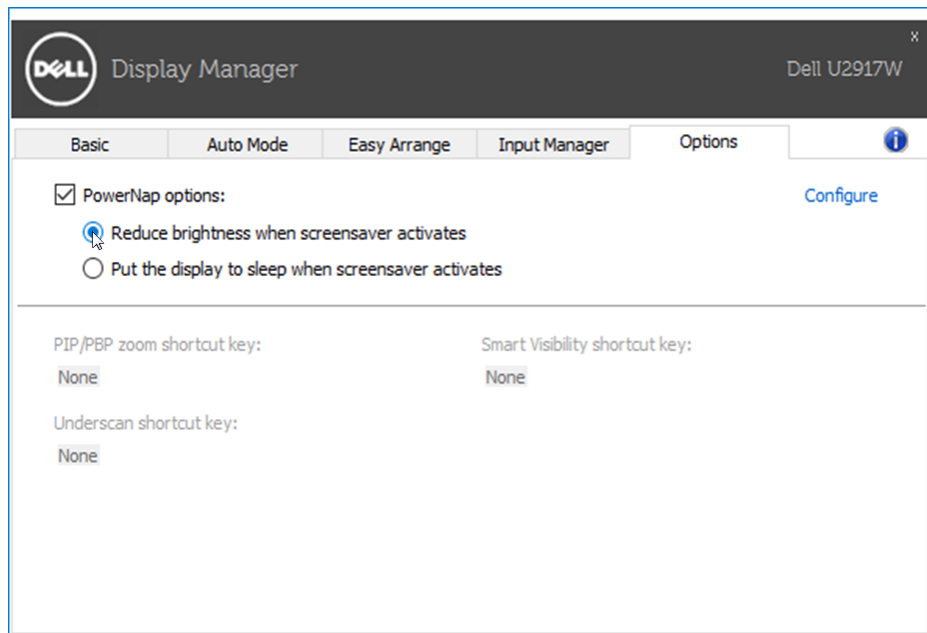 x
DELL Display Manager Dell U2917W
Basic Auto Mode Easy Arrange Input Manager Options i
PowerNap options: Configure
Reduce brightness when screensaver activates
Put the display to sleep when screensaver activates
PIP/PBP zoom shortcut key: Smart Visibility shortcut key:
None None
Underscan shortcut key:
None